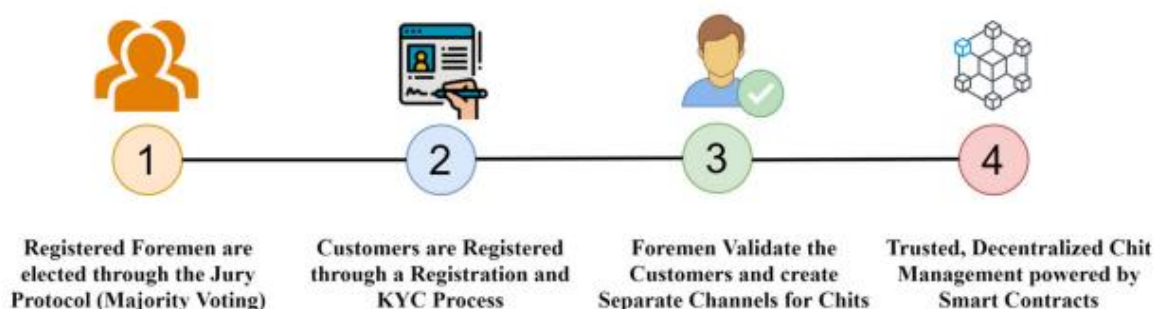 1
2
3
4
Registered Foremen are
elected through the Jury
Protocol (Majority Voting)
Customers are Registered
through a Registration and
KYC Process
Foremen Validate the
Customers and create
Separate Channels for Chits
Trusted, Decentralized Chit
Management powered by
Smart Contracts